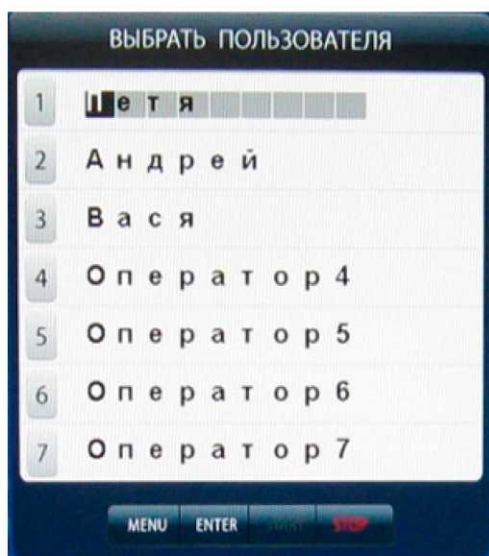 ВЫБРАТЬ ПОЛЬЗОВАТЕЛЯ
1 Петя
2 Андрей
3 Вася
4 Оператор4
5 Оператор5
6 Оператор6
7 Оператор7
MENU ENTER START STOP